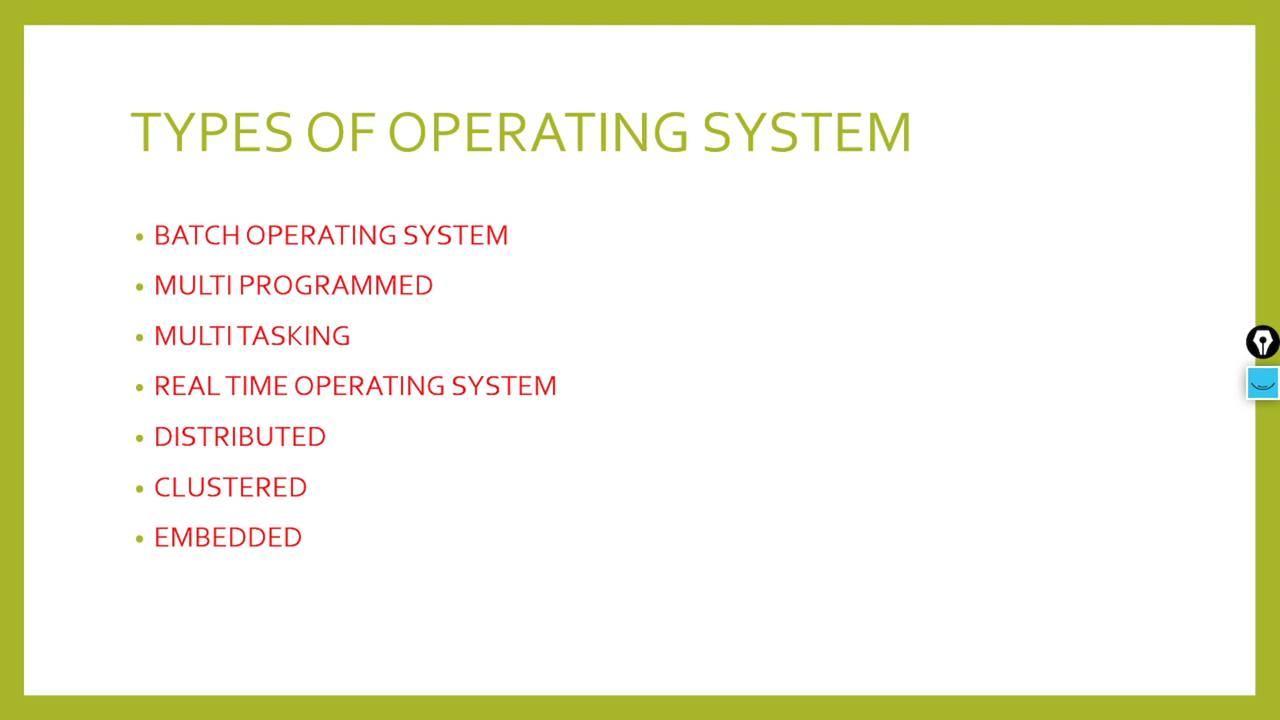 TYPES OF OPERATING SYSTEM
• BATCH OPERATING SYSTEM
• MULTI PROGRAMMED
• MULTI TASKING
• REAL TIME OPERATING SYSTEM
• DISTRIBUTED
• CLUSTERED
• EMBEDDED